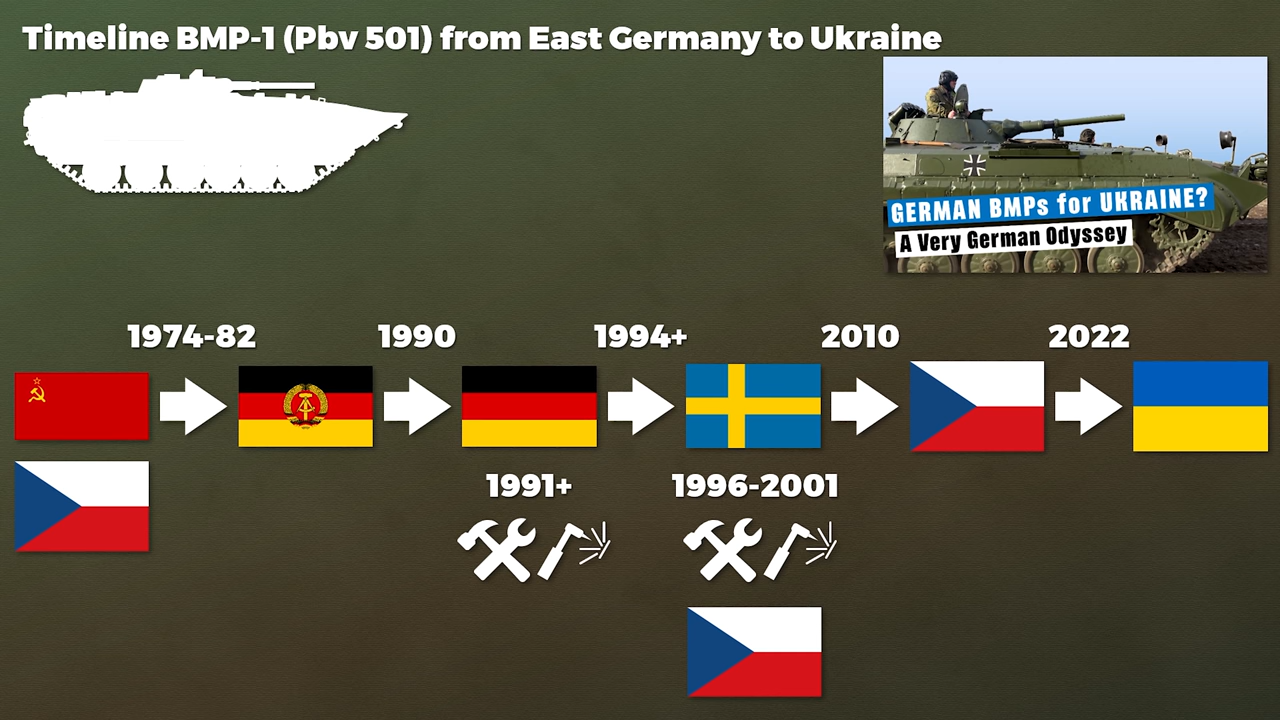 Timeline BMP-1 (Pbv 501) from East Germany to Ukraine
GERMAN BMPs for UKRAINE?
A Very German Odyssey
1974-82 1990 1994+ 2010 2022
1991+ 1996-2001